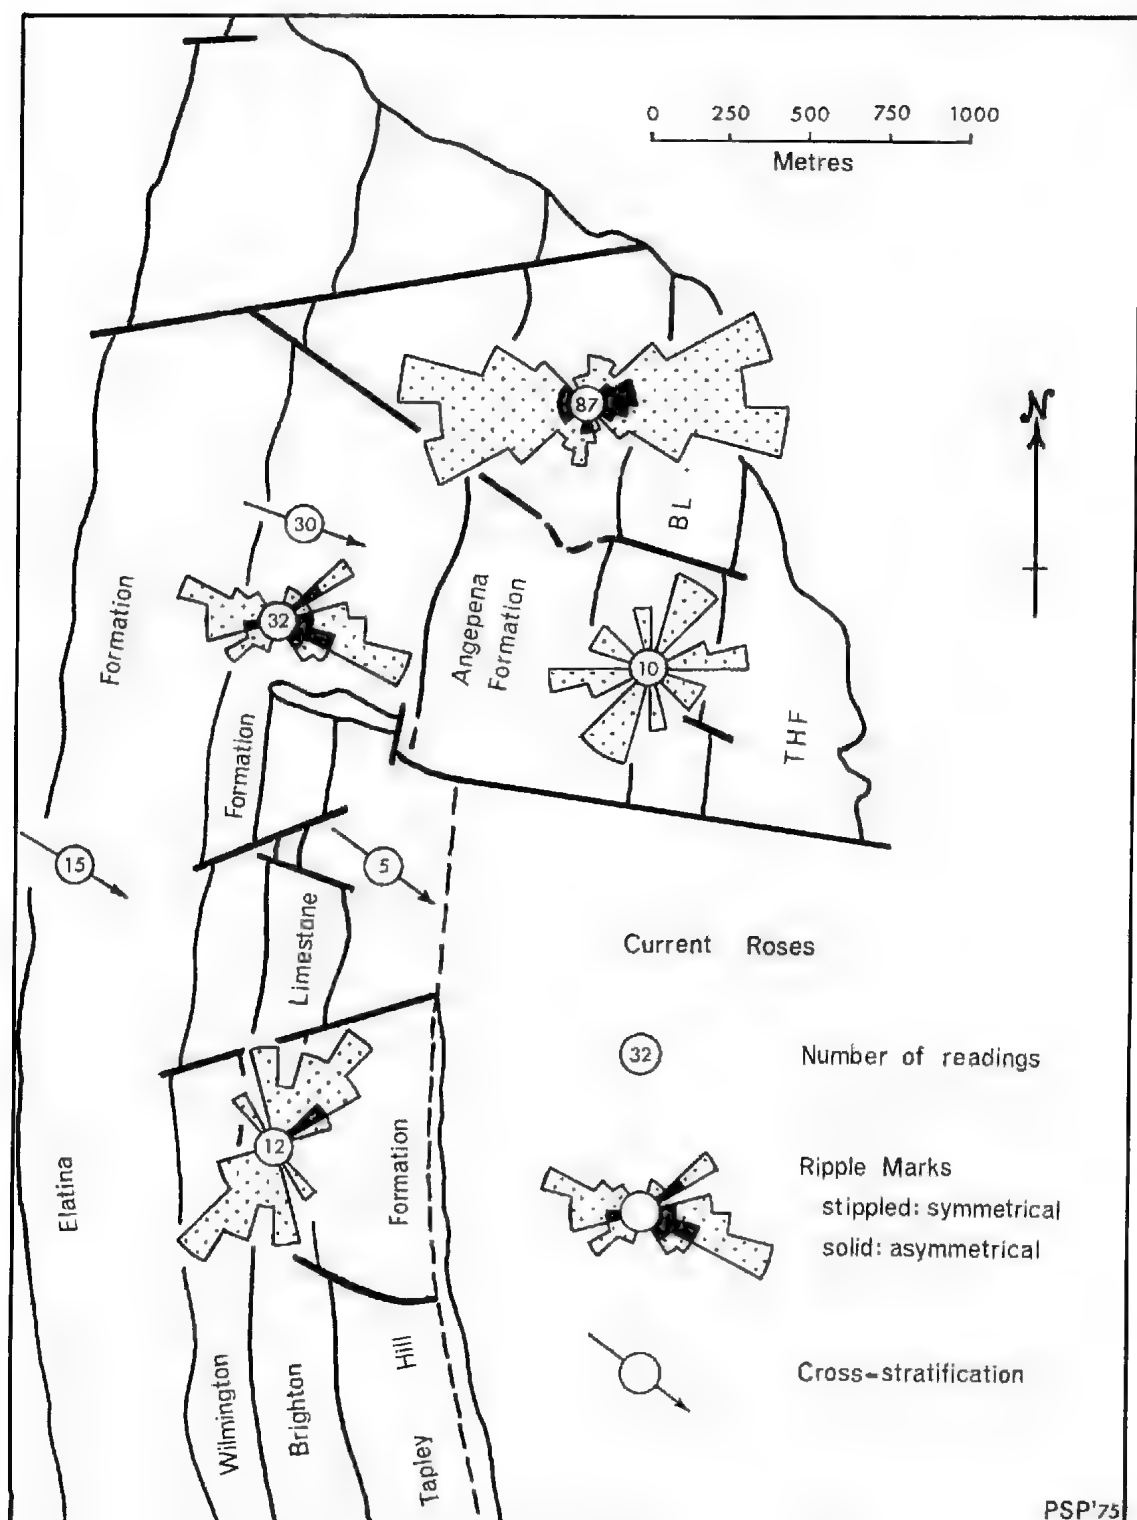 0 250 500 750 1000
Metres
N
87
BL
30
32
Formation
Angepena
Formation
10
THF
Formation
15
5
Limestone
Current Roses
32
Number of readings
12
Elatina
Formation
Ripple Marks
stippled: symmetrical
solid: asymmetrical
Wilmington
Brighton
Hill
Tapley
Cross-stratification
PSP'75